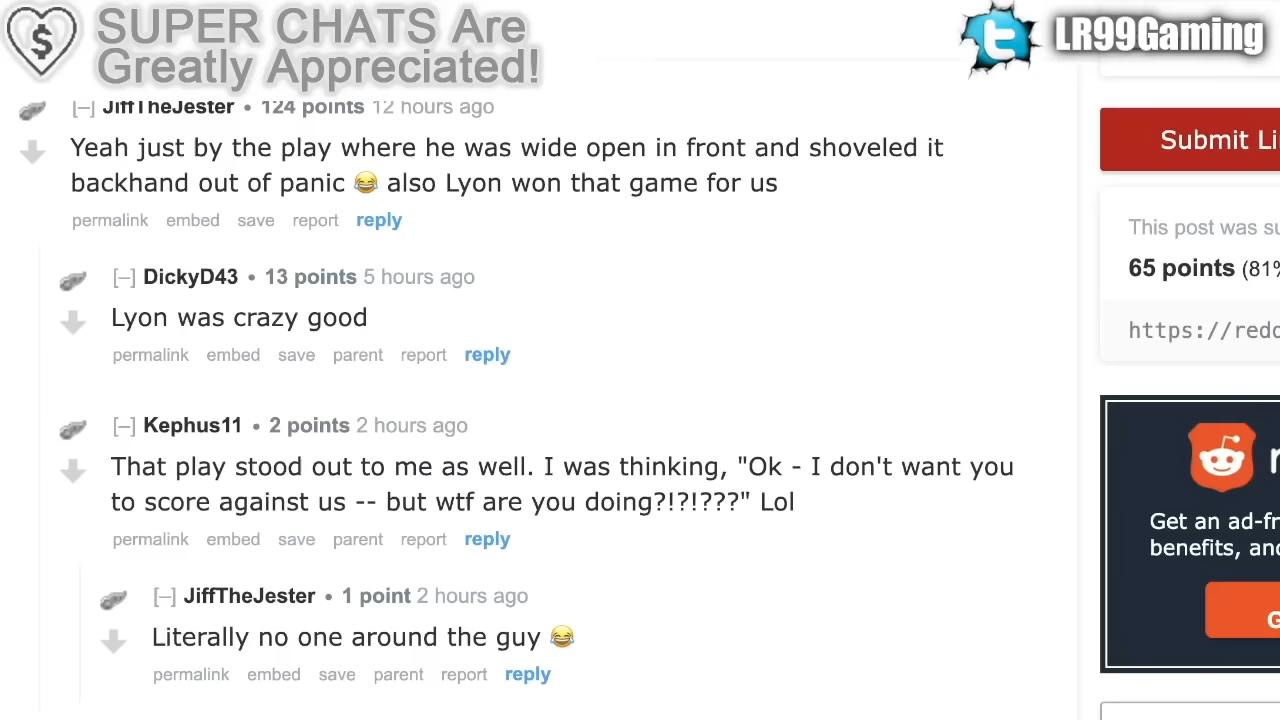 SUPER CHATS Are
Greatly Appreciated!
LR99Gaming
[–] JiffTheJester • 124 points 12 hours ago
Yeah just by the play where he was wide open in front and shoveled it
backhand out of panic 😂 also Lyon won that game for us
permalink embed save report reply
[–] DickyD43 • 13 points 5 hours ago
Lyon was crazy good
permalink embed save parent report reply
[–] Kephus11 • 2 points 2 hours ago
That play stood out to me as well. I was thinking, "Ok - I don't want you
to score against us -- but wtf are you doing?!?!???" Lol
permalink embed save parent report reply
[–] JiffTheJester • 1 point 2 hours ago
Literally no one around the guy 😂
permalink embed save parent report reply
Submit Li
This post was su
65 points (81%
https://redd
Get an ad-fr
benefits, and
G